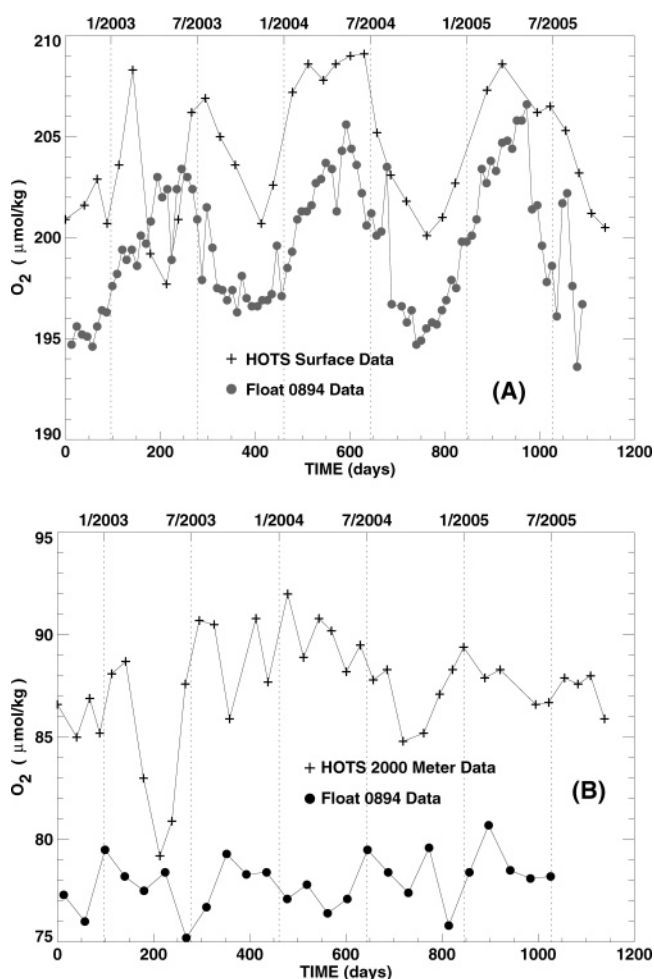 1/2003 7/2003 1/2004 7/2004 1/2005 7/2005
210
205
200
195
190
O2 ( μmol/kg)
+ HOTS Surface Data
Float 0894 Data
(A)
0 200 400 600 800 1000 1200
TIME (days)
1/2003 7/2003 1/2004 7/2004 1/2005 7/2005
95
90
85
80
75
O2 ( μmol/kg)
+ HOTS 2000 Meter Data
Float 0894 Data
(B)
0 200 400 600 800 1000 1200
TIME (days)